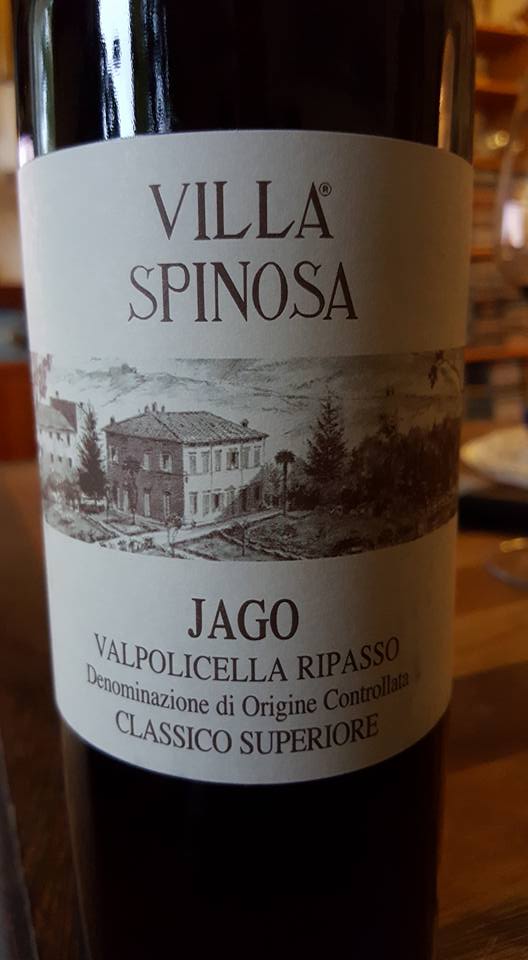 VILLA®
SPINOSA
JAGO
VALPOLICELLA RIPASSO
Denominazione di Origine Controllata
CLASSICO SUPERIORE